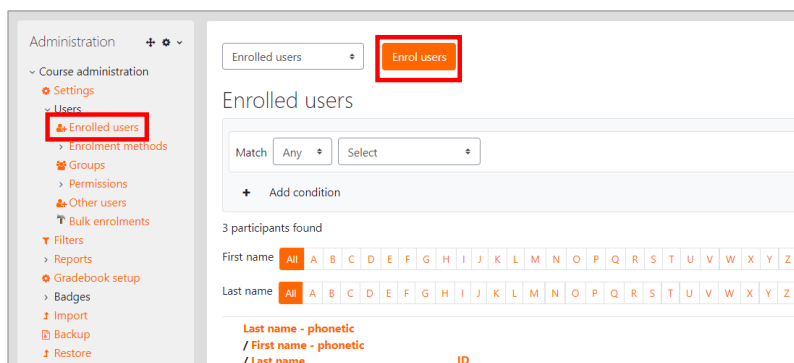 Administration
Course administration
Settings
Users
Enrolled users
Enrolment methods
Groups
Permissions
Other users
Bulk enrolments
Filters
Reports
Gradebook setup
Badges
Import
Backup
Restore
Enrolled users
Enrol users
Enrolled users
Match Any Select
+ Add condition
3 participants found
First name All A B C D E F G H I J K L M N O P Q R S T U V W X Y Z
Last name All A B C D E F G H I J K L M N O P Q R S T U V W X Y Z
Last name - phonetic
/ First name - phonetic
/ Last name ID